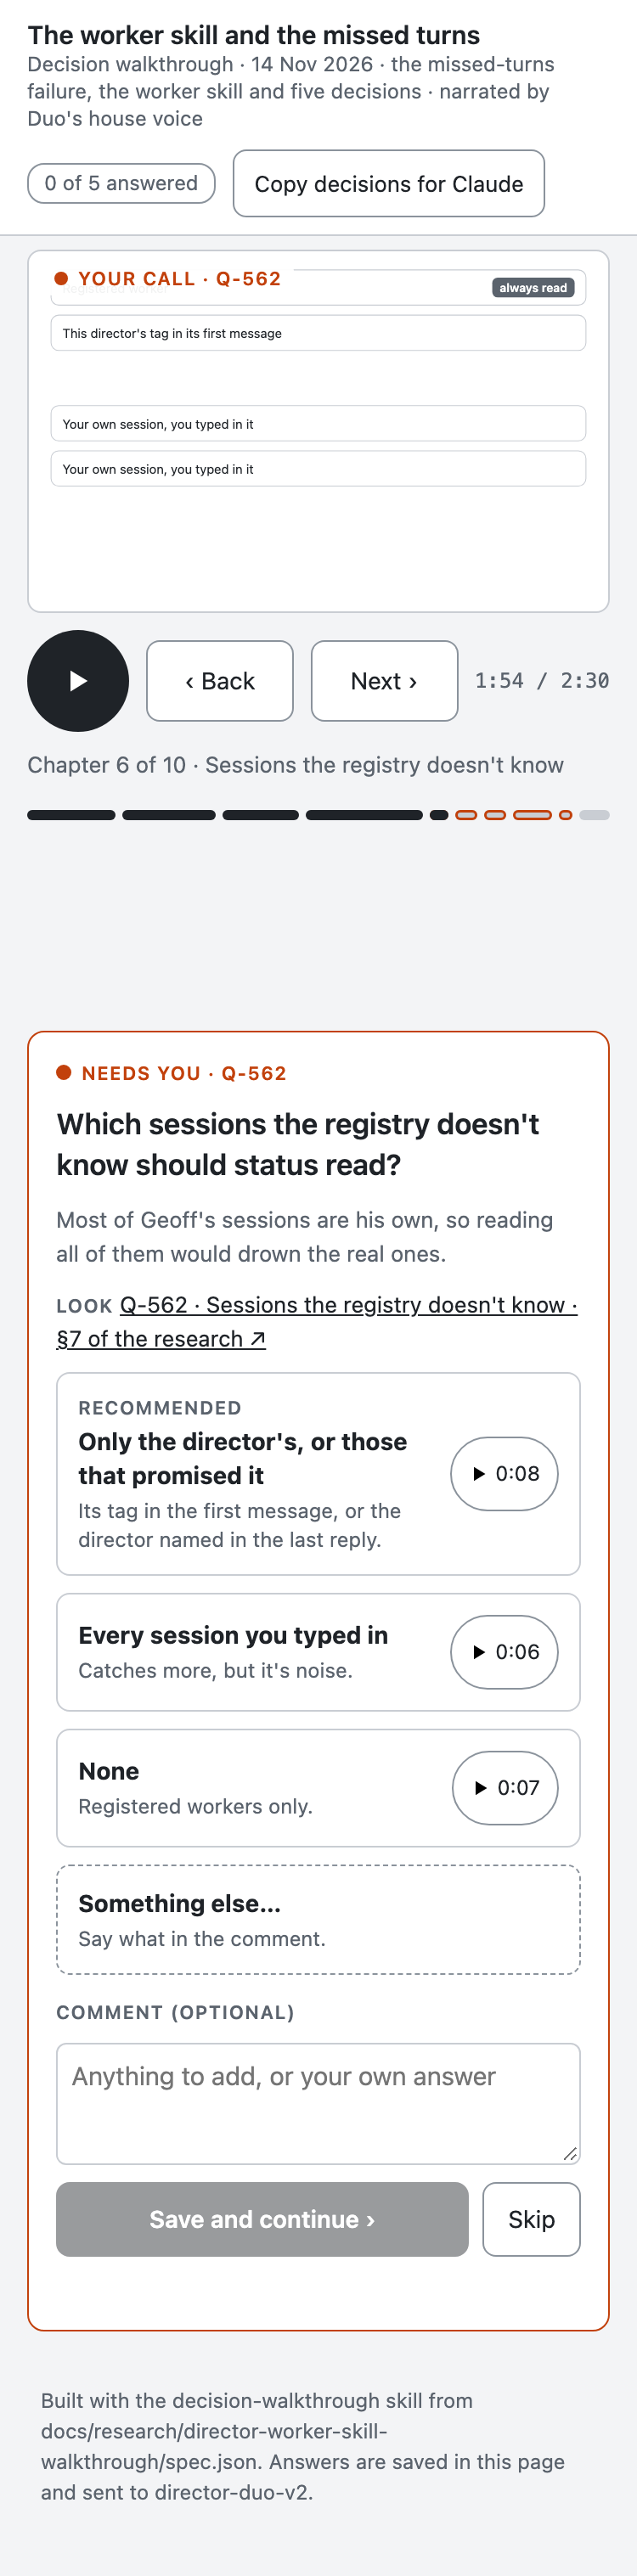 The worker skill and the missed turns
Decision walkthrough · 14 Nov 2026 · the missed-turns
failure, the worker skill and five decisions · narrated by
Duo's house voice
0 of 5 answered
Copy decisions for Claude
YOUR CALL · Q-562
always read
This director's tag in its first message
Your own session, you typed in it
Your own session, you typed in it
‹ Back
Next ›
1:54 / 2:30
Chapter 6 of 10 · Sessions the registry doesn't know
NEEDS YOU · Q-562
Which sessions the registry doesn't
know should status read?
Most of Geoff's sessions are his own, so reading
all of them would drown the real ones.
LOOK Q-562 · Sessions the registry doesn't know ·
§7 of the research ↗
RECOMMENDED
Only the director's, or those
that promised it
Its tag in the first message, or the
director named in the last reply.
0:08
Every session you typed in
Catches more, but it's noise.
0:06
None
Registered workers only.
0:07
Something else…
Say what in the comment.
COMMENT (OPTIONAL)
Anything to add, or your own answer
Save and continue ›
Skip
Built with the decision-walkthrough skill from
docs/research/director-worker-skill-
walkthrough/spec.json. Answers are saved in this page
and sent to director-duo-v2.